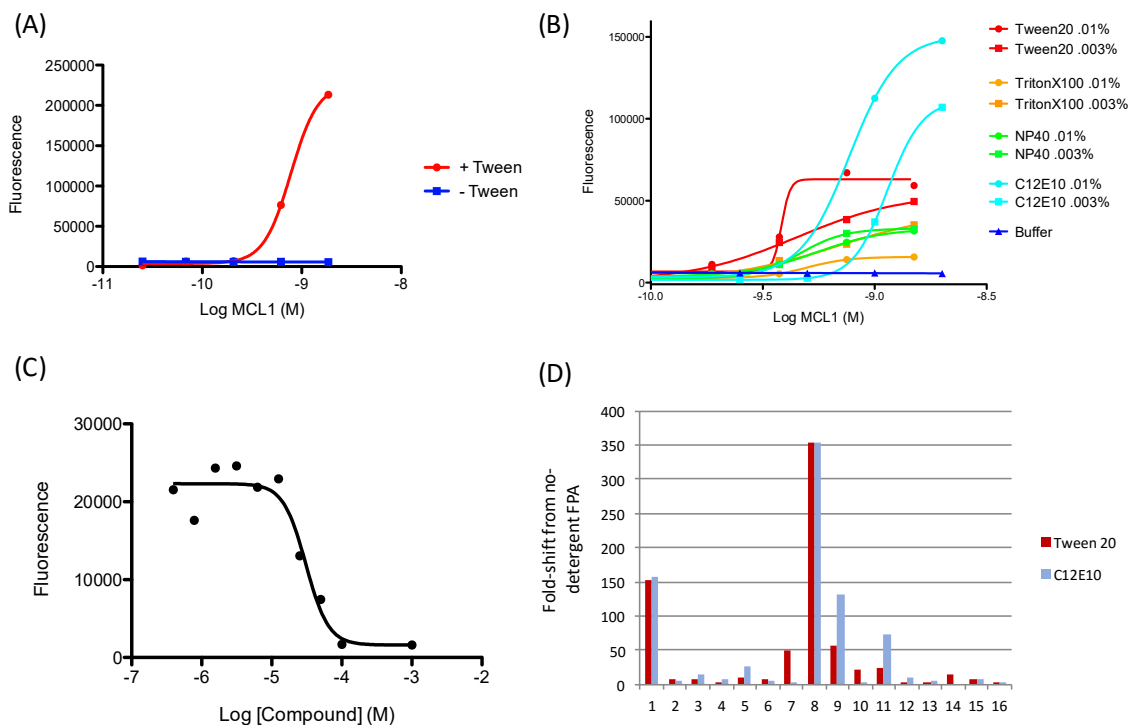 (A)
250000
200000
150000
100000
50000
0
Fluorescence
-11
-10
-9
-8
Log MCL1 (M)
+ Tween
- Tween
(B)
150000
100000
50000
0
Fluorescence
-10.0
-9.5
-9.0
-8.5
Log MCL1 (M)
Tween20 .01%
Tween20 .003%
TritonX100 .01%
TritonX100 .003%
NP40 .01%
NP40 .003%
C12E10 .01%
C12E10 .003%
Buffer
(C)
30000
20000
10000
0
Fluorescence
-7
-6
-5
-4
-3
-2
Log [Compound] (M)
(D)
400
350
300
250
200
150
100
50
0
Fold-shift from no-
detergent FPA
1 2 3 4 5 6 7 8 9 10 11 12 13 14 15 16
Tween 20
C12E10